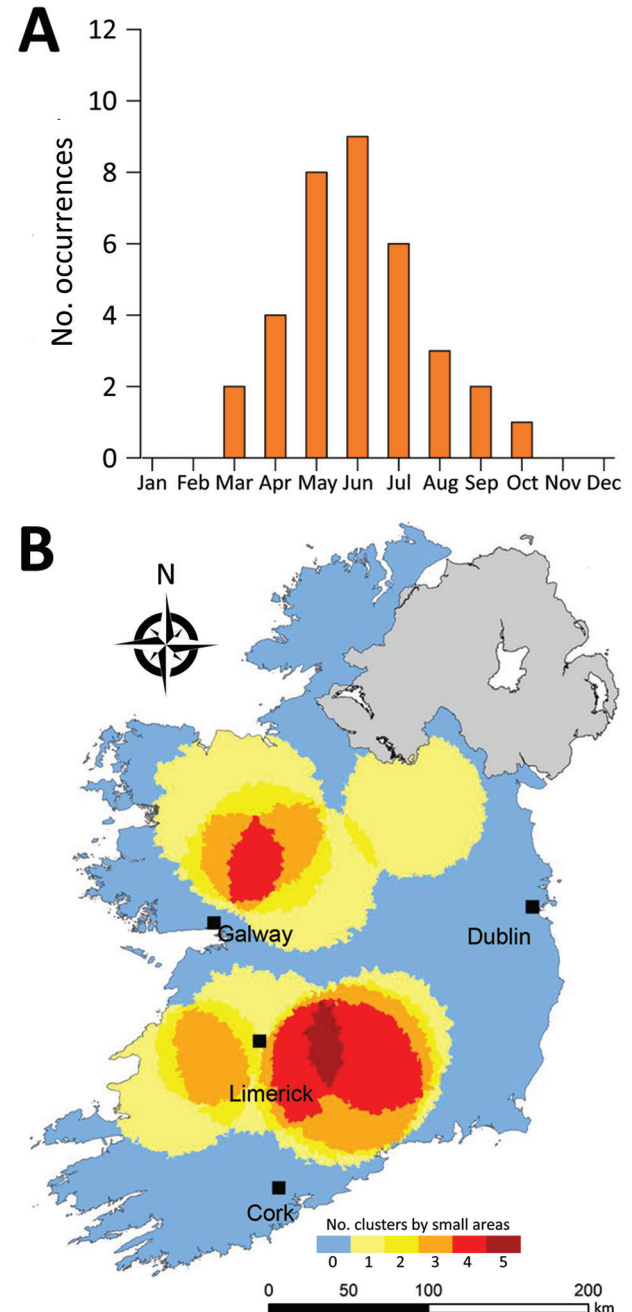 A
12
10
8
6
4
2
0
No. occurrences
Jan Feb Mar Apr May Jun Jul Aug Sep Oct Nov Dec
B
N
Galway
Dublin
Limerick
Cork
No. clusters by small areas
0 1 2 3 4 5
0 50 100 200
km